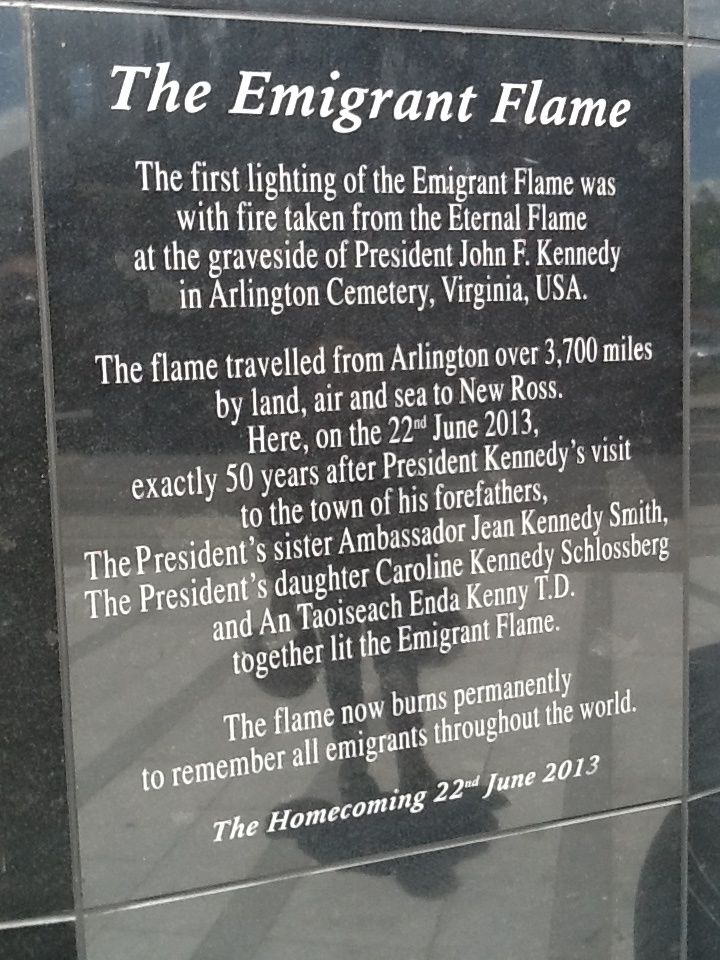 The Emigrant Flame
The first lighting of the Emigrant Flame was
with fire taken from the Eternal Flame
at the graveside of President John F. Kennedy
in Arlington Cemetery, Virginia, USA.
The flame travelled from Arlington over 3,700 miles
by land, air and sea to New Ross.
Here, on the 22nd June 2013,
exactly 50 years after President Kennedy's visit
to the town of his forefathers,
The President's sister Ambassador Jean Kennedy Smith,
The President's daughter Caroline Kennedy Schlossberg
and An Taoiseach Enda Kenny T.D.
together lit the Emigrant Flame.
The flame now burns permanently
to remember all emigrants throughout the world.
The Homecoming 22nd June 2013